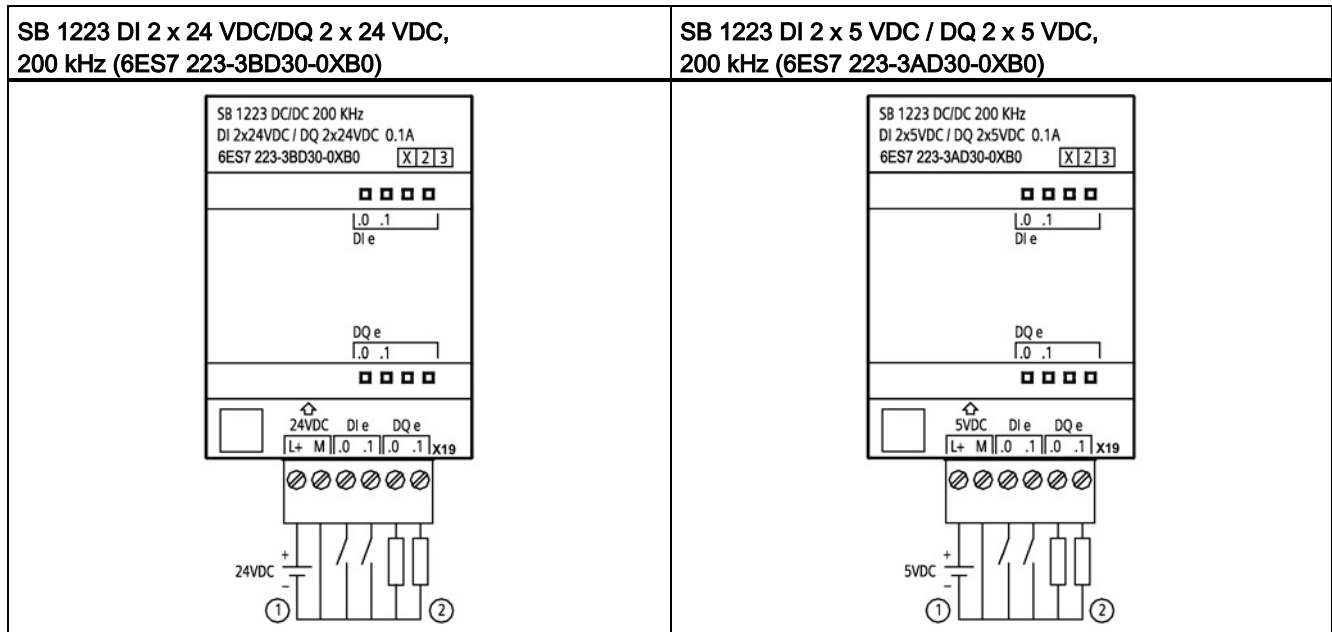 SB 1223 DI 2 x 24 VDC/DQ 2 x 24 VDC,
200 kHz (6ES7 223-3BD30-0XB0)
SB 1223 DI 2 x 5 VDC / DQ 2 x 5 VDC,
200 kHz (6ES7 223-3AD30-0XB0)
SB 1223 DC/DC 200 KHz
DI 2x24VDC / DQ 2x24VDC 0.1A
6ES7 223-3BD30-0XB0 X 2 3
.0 .1
DI e
DQ e
.0 .1
24VDC DI e DQ e
L+ M .0 .1 .0 .1 X19
+
24VDC
−
1 2
SB 1223 DC/DC 200 KHz
DI 2x5VDC / DQ 2x5VDC 0.1A
6ES7 223-3AD30-0XB0 X 2 3
.0 .1
DI e
DQ e
.0 .1
5VDC DI e DQ e
L+ M .0 .1 .0 .1 X19
+
5VDC
−
1 2